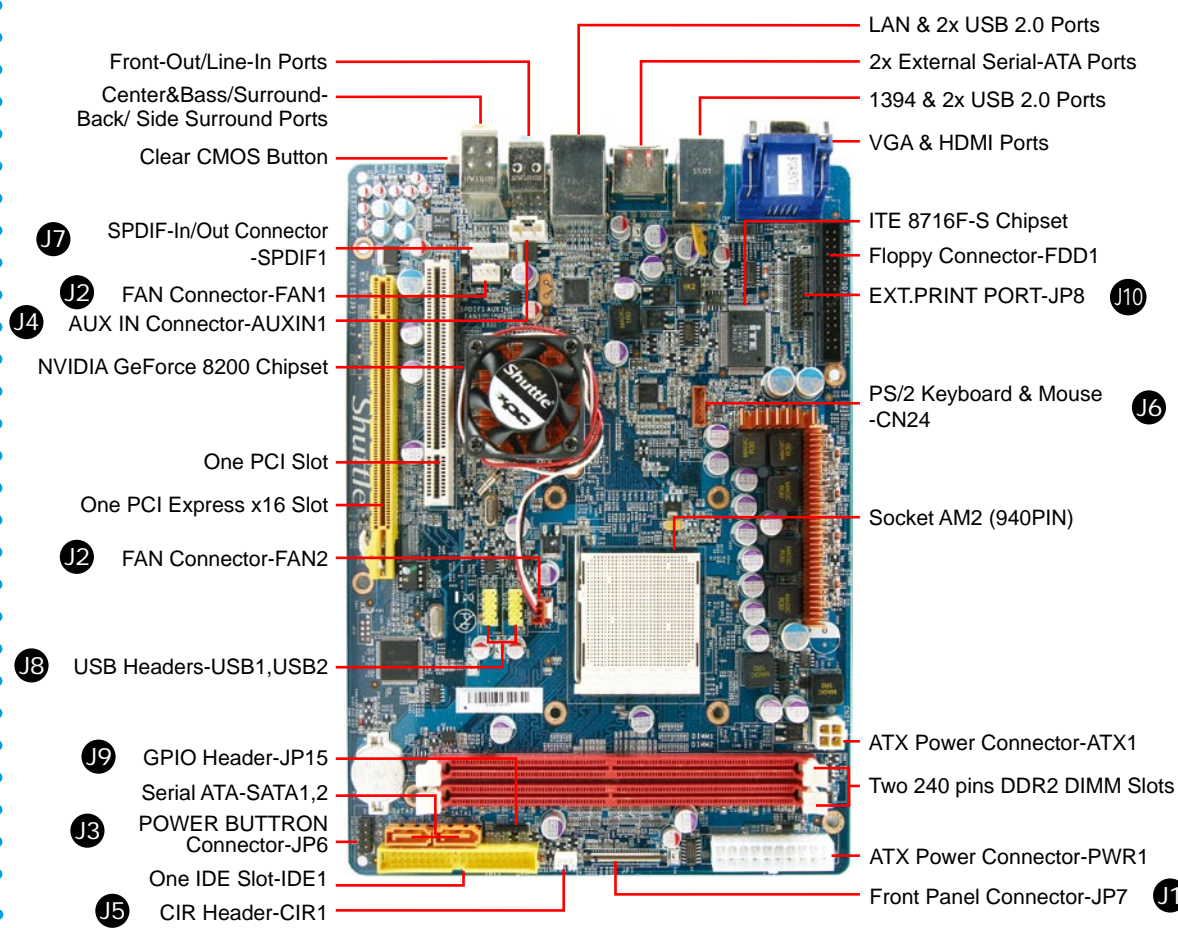 LAN & 2x USB 2.0 Ports
Front-Out/Line-In Ports
2x External Serial-ATA Ports
Center&Bass/Surround-
Back/ Side Surround Ports
1394 & 2x USB 2.0 Ports
VGA & HDMI Ports
Clear CMOS Button
J7
SPDIF-In/Out Connector
-SPDIF1
ITE 8716F-S Chipset
Floppy Connector-FDD1
J2
FAN Connector-FAN1
EXT.PRINT PORT-JP8
J10
J4
AUX IN Connector-AUXIN1
NVIDIA GeForce 8200 Chipset
Shuttle
XPC
PS/2 Keyboard & Mouse
-CN24
J6
Shuttle
One PCI Slot
One PCI Express x16 Slot
Socket AM2 (940PIN)
J2
FAN Connector-FAN2
J8
USB Headers-USB1,USB2
DIMM1
DIMM2
ATX Power Connector-ATX1
J9
GPIO Header-JP15
Two 240 pins DDR2 DIMM Slots
Serial ATA-SATA1,2
J3
POWER BUTTRON
Connector-JP6
ATX Power Connector-PWR1
One IDE Slot-IDE1
Front Panel Connector-JP7
J1
J5
CIR Header-CIR1